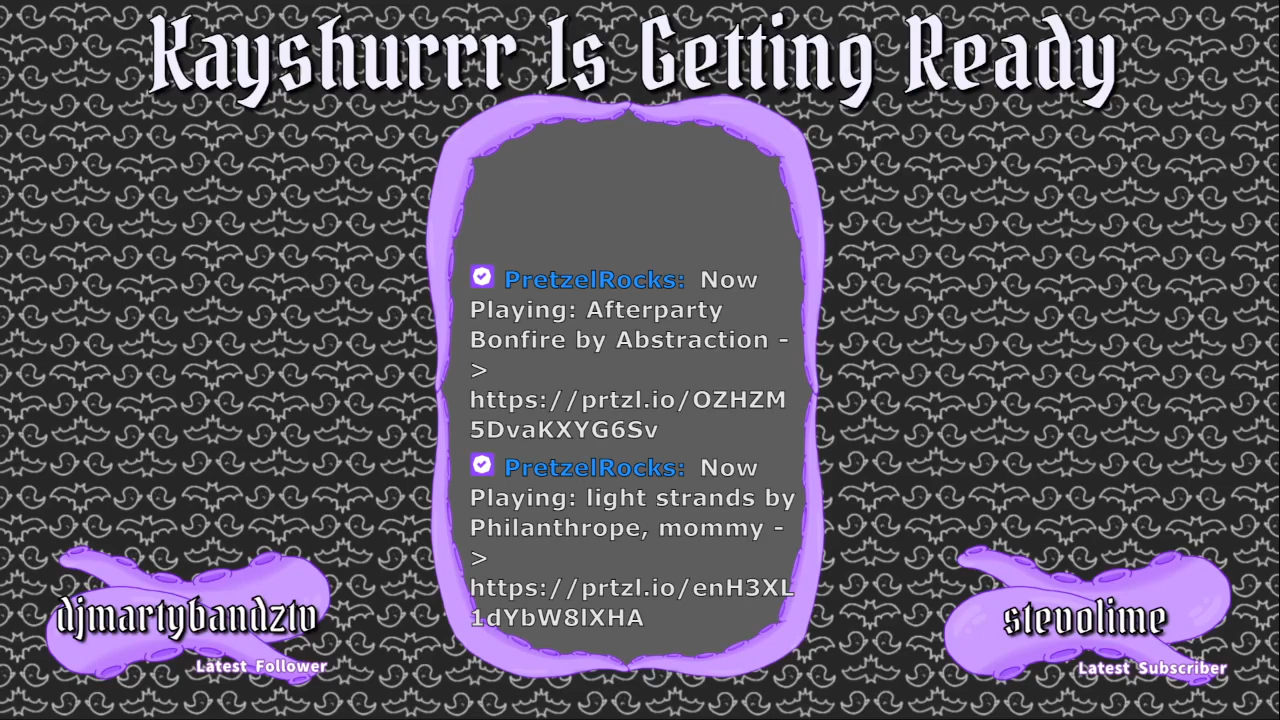 Kayshurrr Is Getting Ready
PretzelRocks: Now
Playing: Afterparty
Bonfire by Abstraction -
>
https://prtzl.io/OZHZM
5DvaKXYG6Sv
PretzelRocks: Now
Playing: light strands by
Philanthrope, mommy -
>
https://prtzl.io/enH3XL
1dYbW8lXHA
djmartybandztv
Latest Follower
stevolime
Latest Subscriber